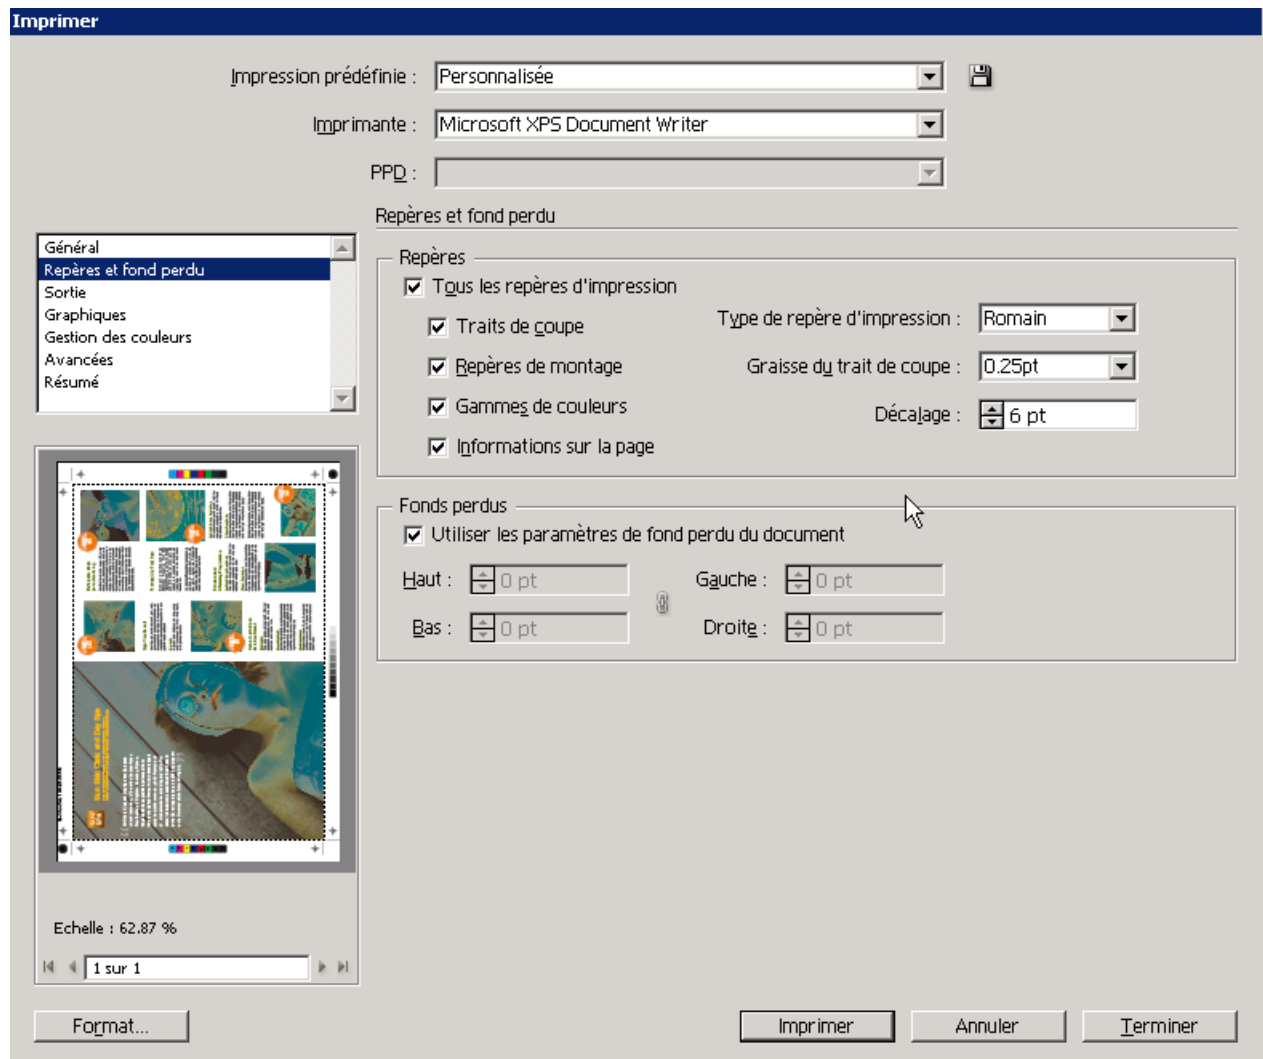 Imprimer
Impression prédéfinie : Personnalisée
Imprimante : Microsoft XPS Document Writer
PPD :
Repères et fond perdu
Général
Repères et fond perdu
Sortie
Graphiques
Gestion des couleurs
Avancées
Résumé
Repères
Tous les repères d'impression
Traits de coupe
Type de repère d'impression : Romain
Repères de montage
Graisse du trait de coupe : 0.25pt
Gammes de couleurs
Décalage : 6 pt
Informations sur la page
Fonds perdus
Utiliser les paramètres de fond perdu du document
Haut : 0 pt
Gauche : 0 pt
Bas : 0 pt
Droite : 0 pt
Echelle : 62.87 %
1 sur 1
Format...
Imprimer
Annuler
Terminer